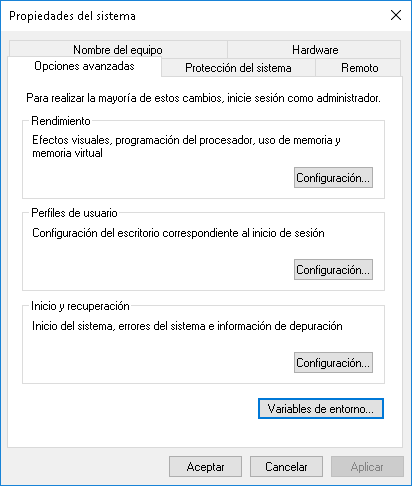 Propiedades del sistema
Nombre del equipo
Hardware
Opciones avanzadas
Protección del sistema
Remoto
Para realizar la mayoría de estos cambios, inicie sesión como administrador.
Rendimiento
Efectos visuales, programación del procesador, uso de memoria y
memoria virtual
Configuración...
Perfiles de usuario
Configuración del escritorio correspondiente al inicio de sesión
Configuración...
Inicio y recuperación
Inicio del sistema, errores del sistema e información de depuración
Configuración...
Variables de entorno...
Aceptar
Cancelar
Aplicar